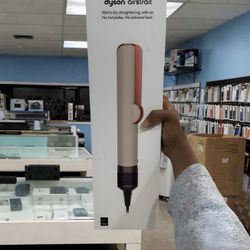 dyson airstrait
Wet to dry straightening, with air.
No hot plates. No extreme heat.